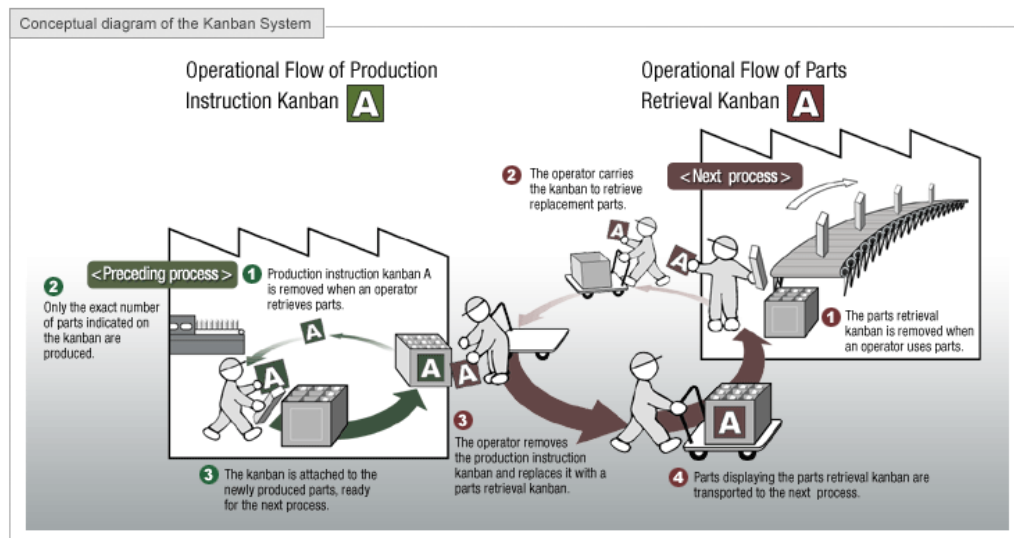 Conceptual diagram of the Kanban System
Operational Flow of Production
Instruction Kanban A
Operational Flow of Parts
Retrieval Kanban A
<Preceding process>
1 Production instruction kanban A
is removed when an operator
retrieves parts.
2
Only the exact number
of parts indicated on
the kanban are
produced.
A
A
A
A
3 The kanban is attached to the
newly produced parts, ready
for the next process.
<Next process>
1 The parts retrieval
kanban is removed when
an operator uses parts.
2 The operator carries
the kanban to retrieve
replacement parts.
A
A
3
The operator removes
the production instruction
kanban and replaces it with a
parts retrieval kanban.
A
4 Parts displaying the parts retrieval kanban are
transported to the next process.